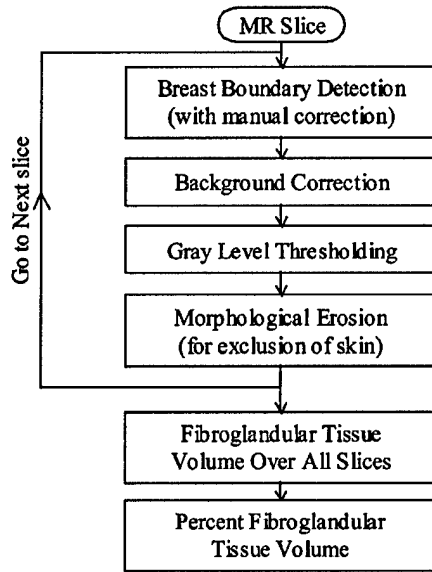 MR Slice
Breast Boundary Detection
(with manual correction)
Background Correction
Go to Next slice
Gray Level Thresholding
Morphological Erosion
(for exclusion of skin)
Fibroglandular Tissue
Volume Over All Slices
Percent Fibroglandular
Tissue Volume